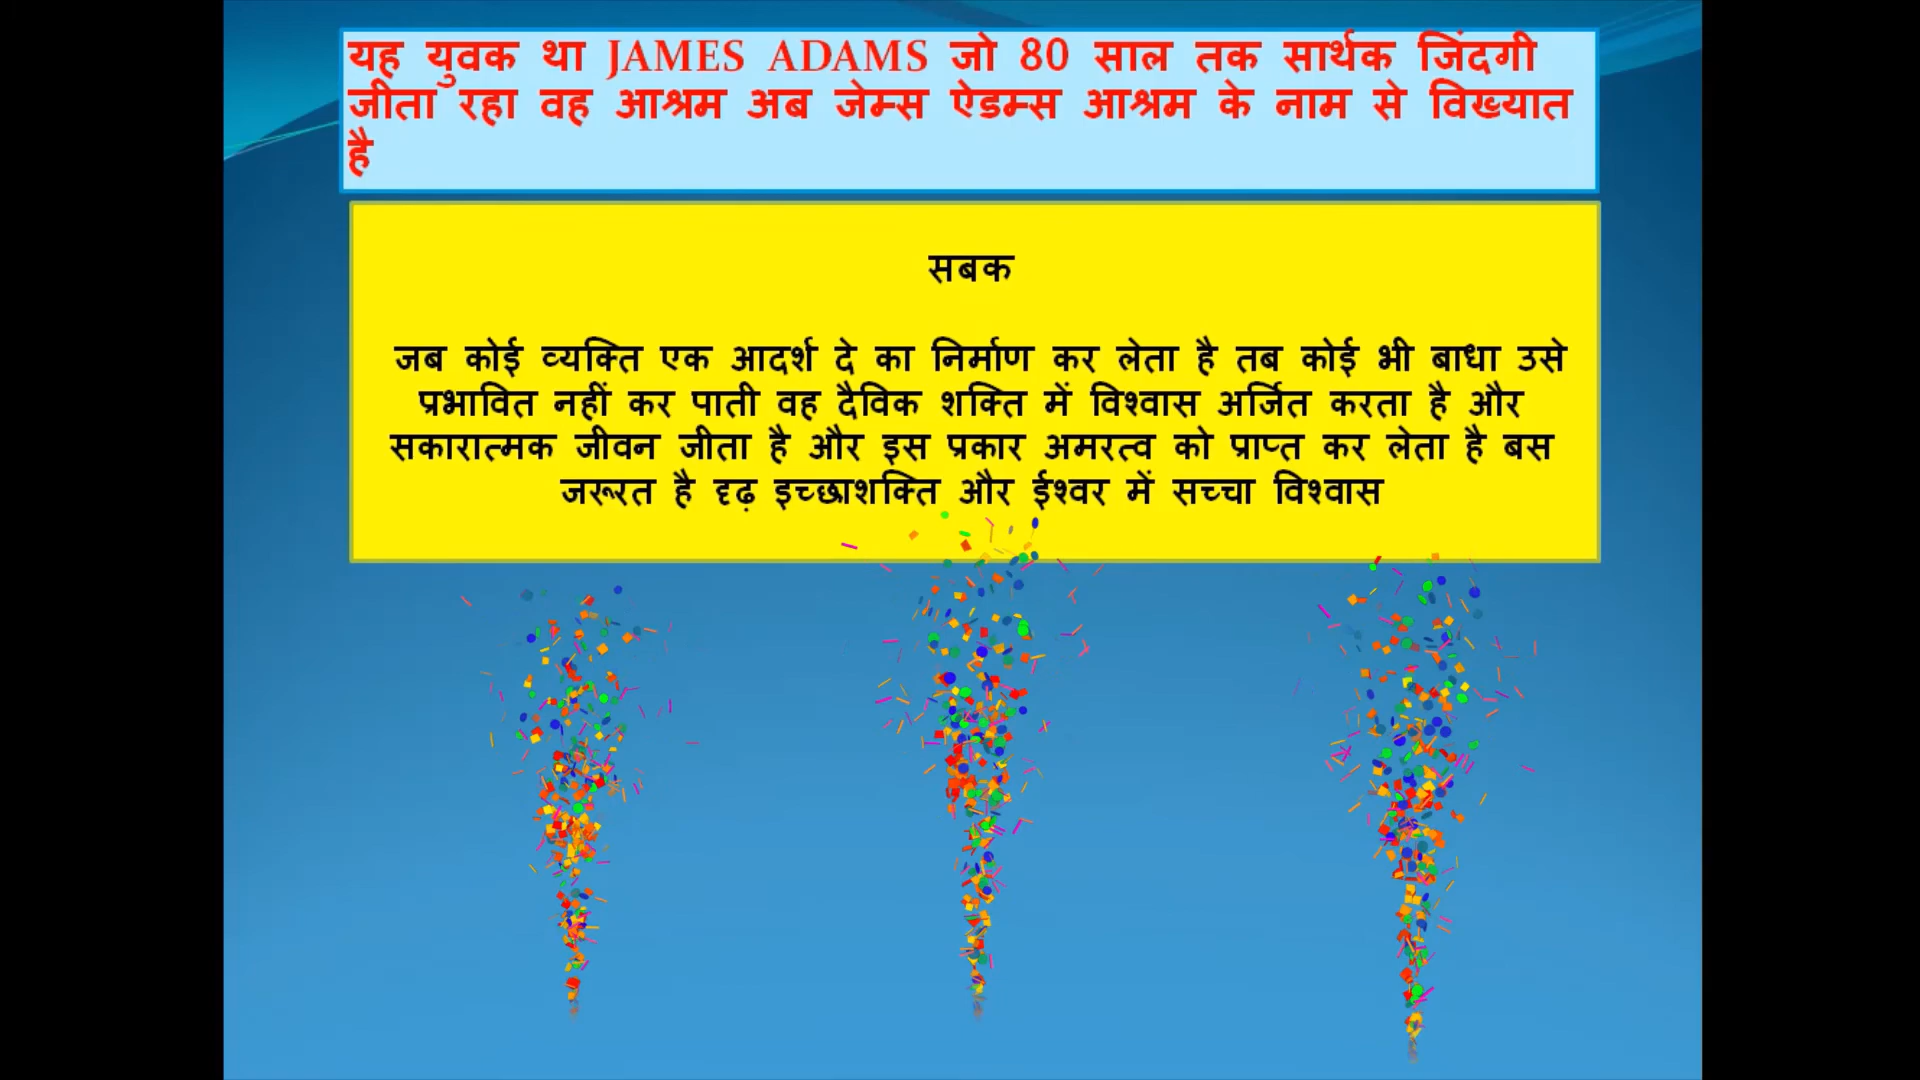 यह युवक था JAMES ADAMS जो 80 साल तक सार्थक जिंदगी
जीता रहा वह आश्रम अब जेम्स ऐडम्स आश्रम के नाम से विख्यात
है
सबक
जब कोई व्यक्ति एक आदर्श दे का निर्माण कर लेता है तब कोई भी बाधा उसे
प्रभावित नहीं कर पाती वह दैविक शक्ति में विश्वास अर्जित करता है और
सकारात्मक जीवन जीता है और इस प्रकार अमरत्व को प्राप्त कर लेता है बस
जरूरत है दृढ़ इच्छाशक्ति और ईश्वर में सच्चा विश्वास